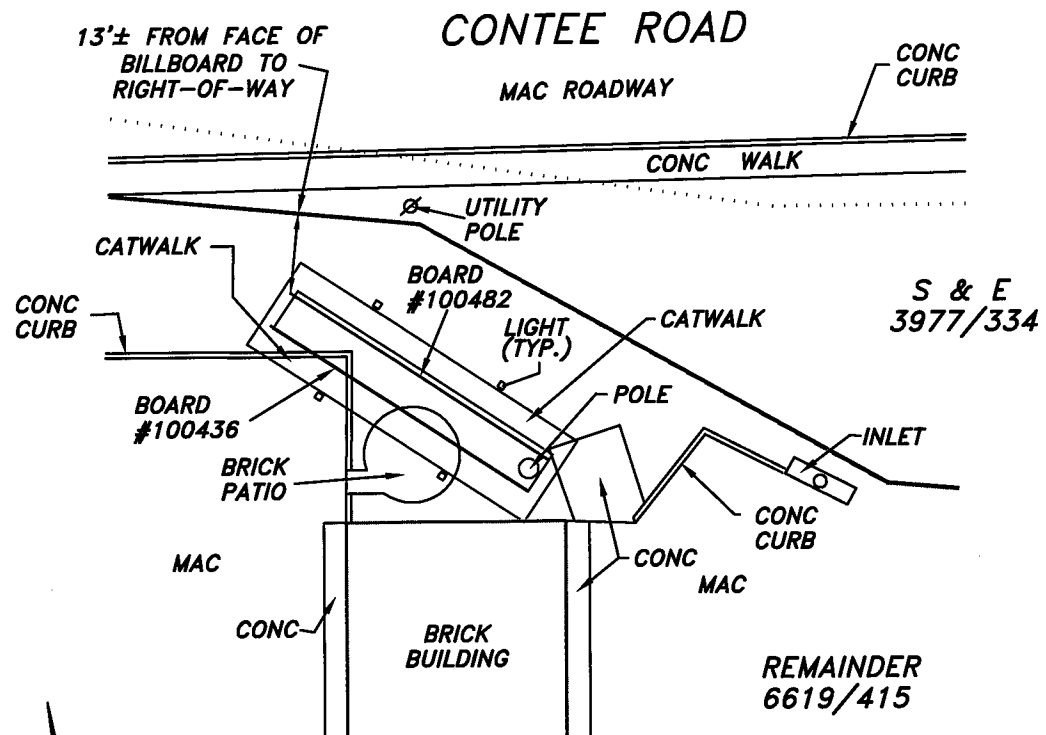 CONTEE ROAD
13'± FROM FACE OF
BILLBOARD TO
RIGHT-OF-WAY
MAC ROADWAY
CONC
CURB
CONC WALK
UTILITY
POLE
CATWALK
BOARD
#100482
S & E
3977/334
CONC
CURB
LIGHT
(TYP.)
CATWALK
BOARD
#100436
POLE
INLET
BRICK
PATIO
CONC
CURB
MAC
CONC
MAC
CONC
BRICK
BUILDING
REMAINDER
6619/415